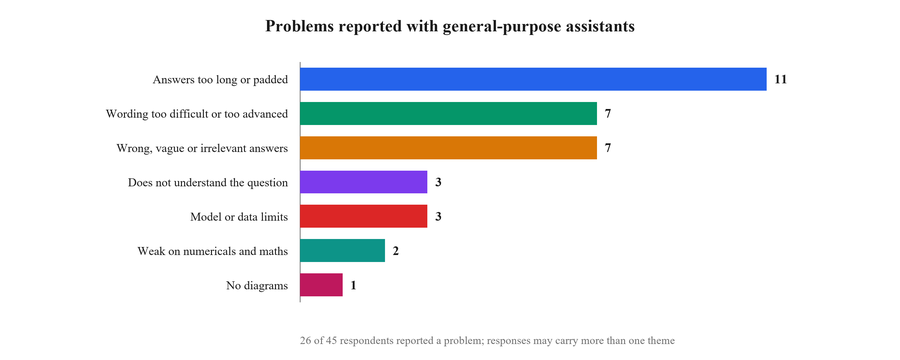 Problems reported with general-purpose assistants
Answers too long or padded 11
Wording too difficult or too advanced 7
Wrong, vague or irrelevant answers 7
Does not understand the question 3
Model or data limits 3
Weak on numericals and maths 2
No diagrams 1
26 of 45 respondents reported a problem; responses may carry more than one theme